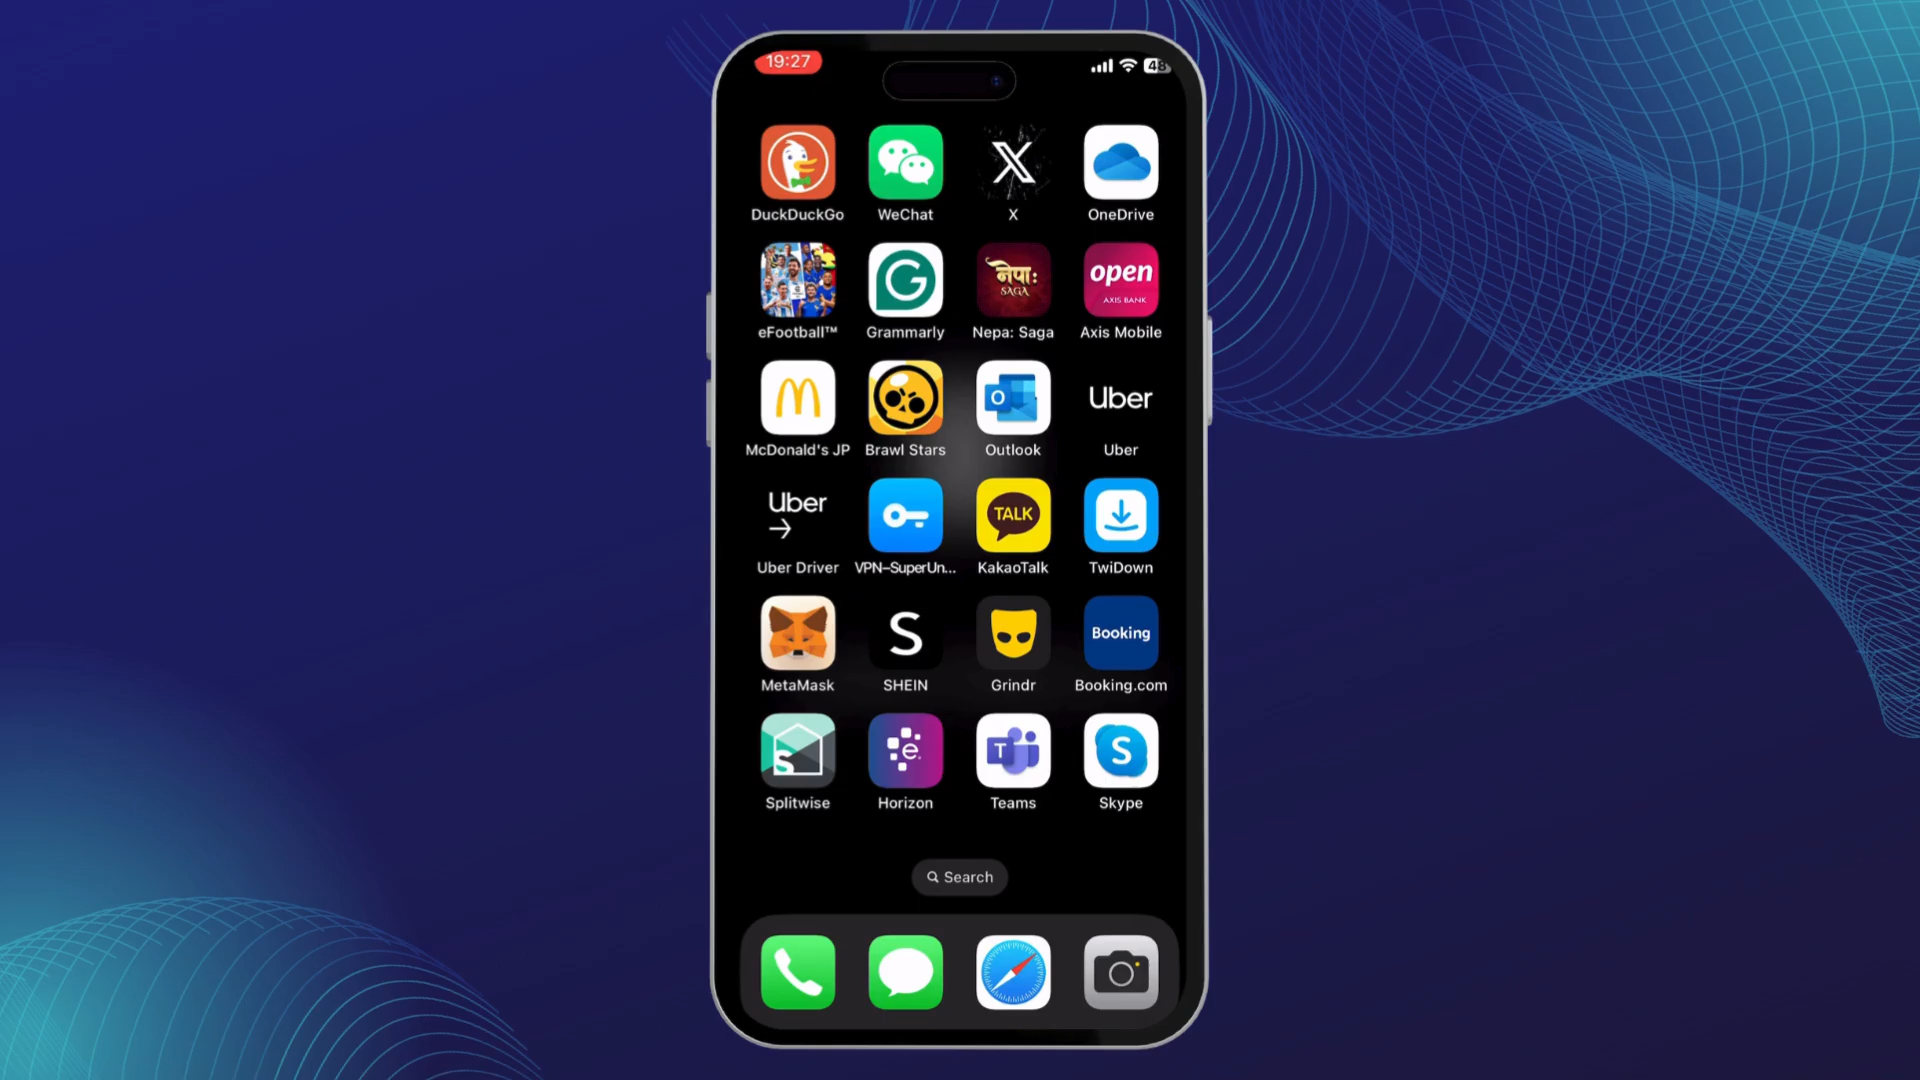 19:27
48
DuckDuckGo
WeChat
X
OneDrive
eFootball™
G
Grammarly
नेपाः
SAGA
Nepa: Saga
open
AXIS BANK
Axis Mobile
McDonald's JP
Brawl Stars
O
Outlook
Uber
Uber
Uber
Uber Driver
VPN–SuperUn...
TALK
KakaoTalk
TwiDown
MetaMask
S
SHEIN
Grindr
Booking
Booking.com
S
Splitwise
e
Horizon
T
Teams
S
Skype
Search